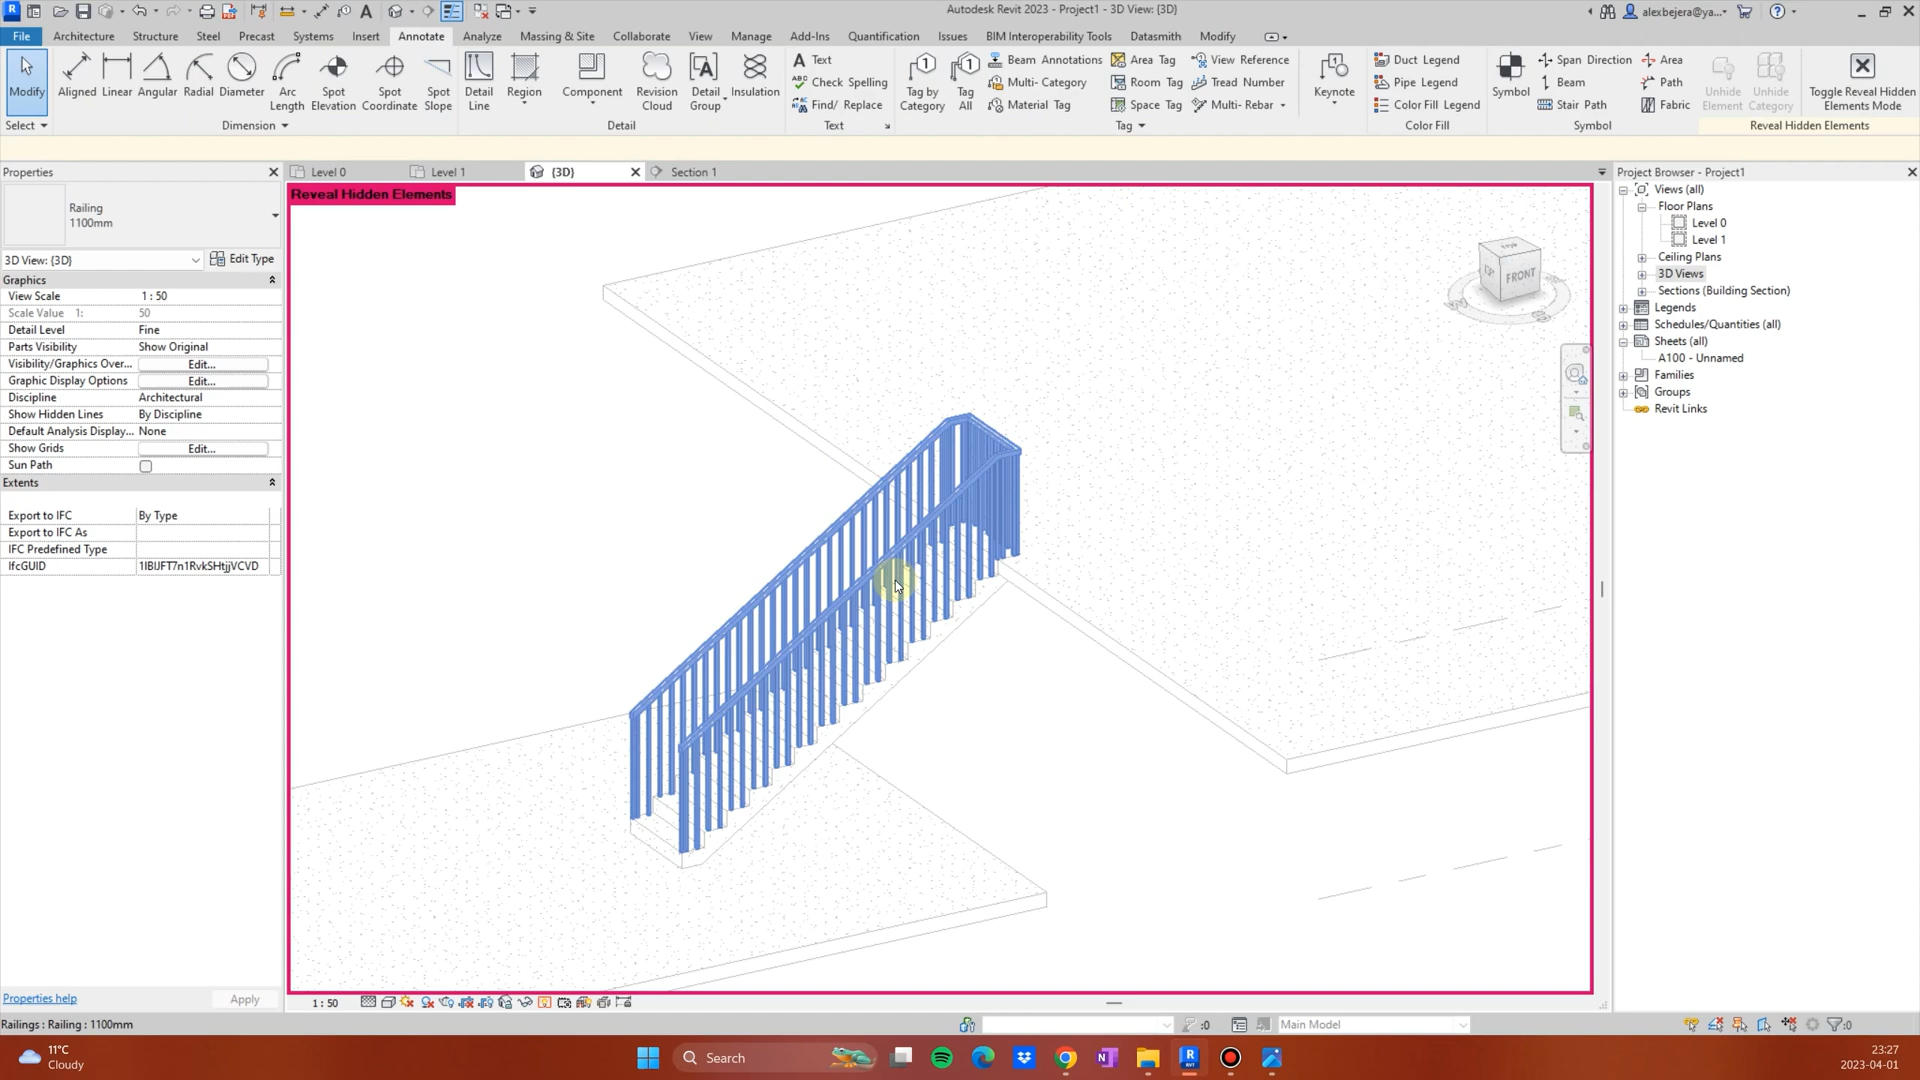 Autodesk Revit 2023 - Project1 - 3D View: {3D}
alexbejera@ya...
File Architecture Structure Steel Precast Systems Insert Annotate Analyze Massing & Site Collaborate View Manage Add-Ins Quantification Issues BIM Interoperability Tools Datasmith Modify
Modify
Select
Aligned Linear Angular Radial Diameter Arc Length Spot Elevation Spot Coordinate Spot Slope
Dimension
Detail Line Region Component Revision Cloud Detail Group Insulation
Detail
Text
Check Spelling
Find/ Replace
Text
Tag by Category Tag All
Beam Annotations
Multi-Category
Material Tag
Area Tag
Room Tag
Space Tag
View Reference
Tread Number
Multi- Rebar
Tag
Keynote
Duct Legend
Pipe Legend
Color Fill Legend
Color Fill
Symbol
Span Direction
Beam
Stair Path
Area
Path
Fabric
Symbol
Unhide Element
Unhide Category
Toggle Reveal Hidden Elements Mode
Reveal Hidden Elements
Properties
Level 0 Level 1 {3D} Section 1
Project Browser - Project1
Railing
1100mm
3D View: {3D}
Edit Type
Graphics
View Scale 1 : 50
Scale Value 1: 50
Detail Level Fine
Parts Visibility Show Original
Visibility/Graphics Over... Edit...
Graphic Display Options Edit...
Discipline Architectural
Show Hidden Lines By Discipline
Default Analysis Display... None
Show Grids Edit...
Sun Path
Extents
Export to IFC By Type
Export to IFC As
IFC Predefined Type
IfcGUID 1IBIJFT7n1RvkSHtjjVCVD
Properties help
Apply
Reveal Hidden Elements
FRONT
Views (all)
Floor Plans
Level 0
Level 1
Ceiling Plans
3D Views
Sections (Building Section)
Legends
Schedules/Quantities (all)
Sheets (all)
A100 - Unnamed
Families
Groups
Revit Links
1 : 50
Railings : Railing : 1100mm
:0
Main Model
:0
11°C
Cloudy
Search
23:27
2023-04-01